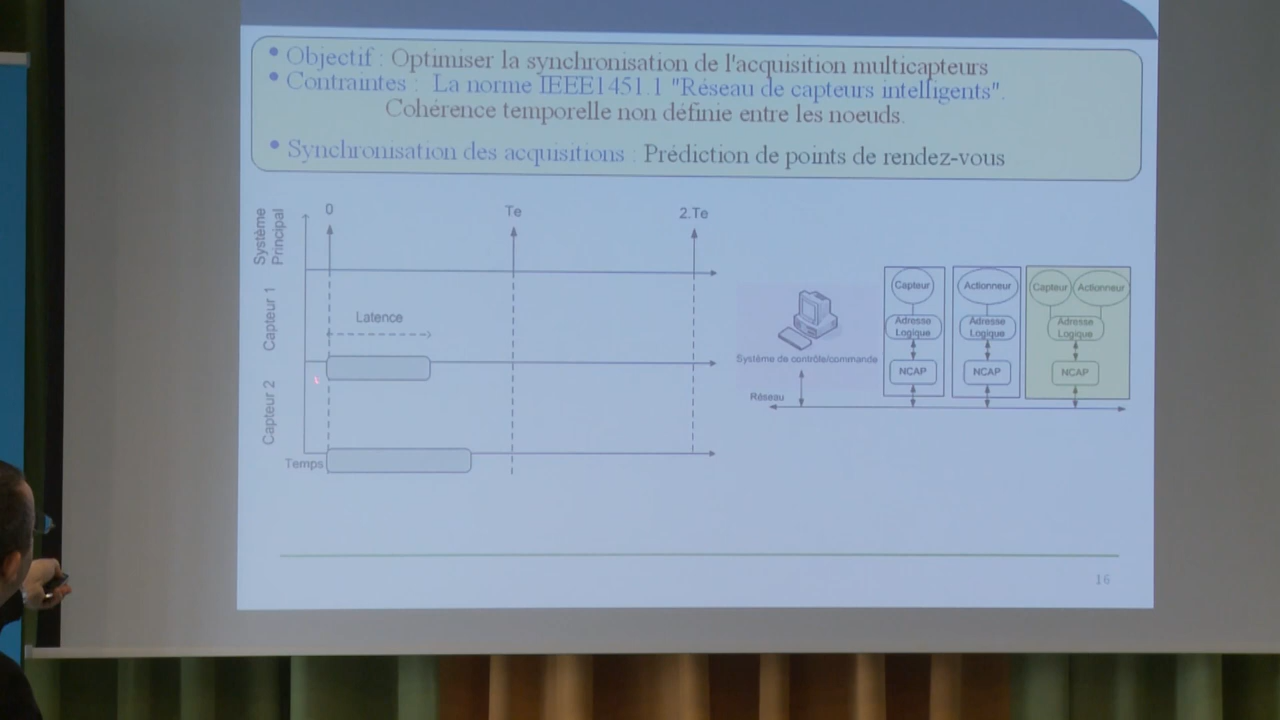 • Objectif : Optimiser la synchronisation de l'acquisition multicapteurs
• Contraintes : La norme IEEE1451.1 "Réseau de capteurs intelligents".
Cohérence temporelle non définie entre les noeuds.
• Synchronisation des acquisitions : Prédiction de points de rendez-vous
Système
Principal
0
Te
2.Te
Capteur 1
Latence
Capteur 2
Temps
Système de contrôle/commande
Réseau
Capteur
Adresse
Logique
NCAP
Actionneur
Adresse
Logique
NCAP
Capteur
Actionneur
Adresse
Logique
NCAP
16